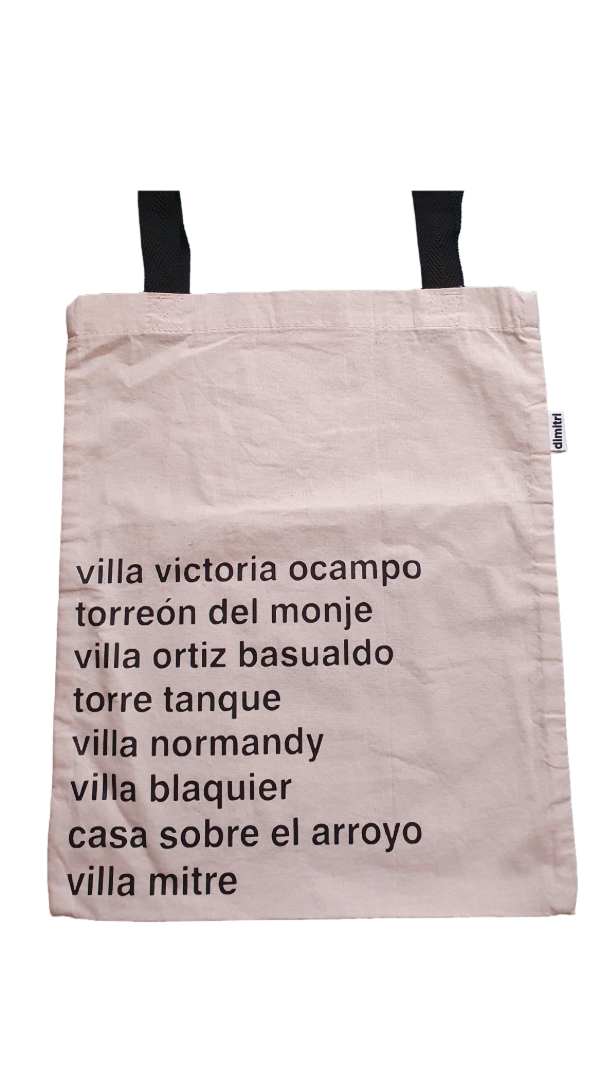 dimitri
villa victoria ocampo
torreón del monje
villa ortiz basualdo
torre tanque
villa normandy
villa blaquier
casa sobre el arroyo
villa mitre